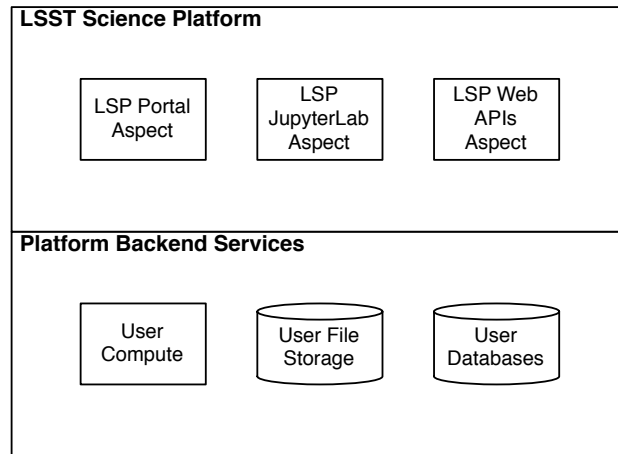 LSST Science Platform
LSP Portal
Aspect
LSP
JupyterLab
Aspect
LSP Web
APIs
Aspect
Platform Backend Services
User
Compute
User File
Storage
User
Databases